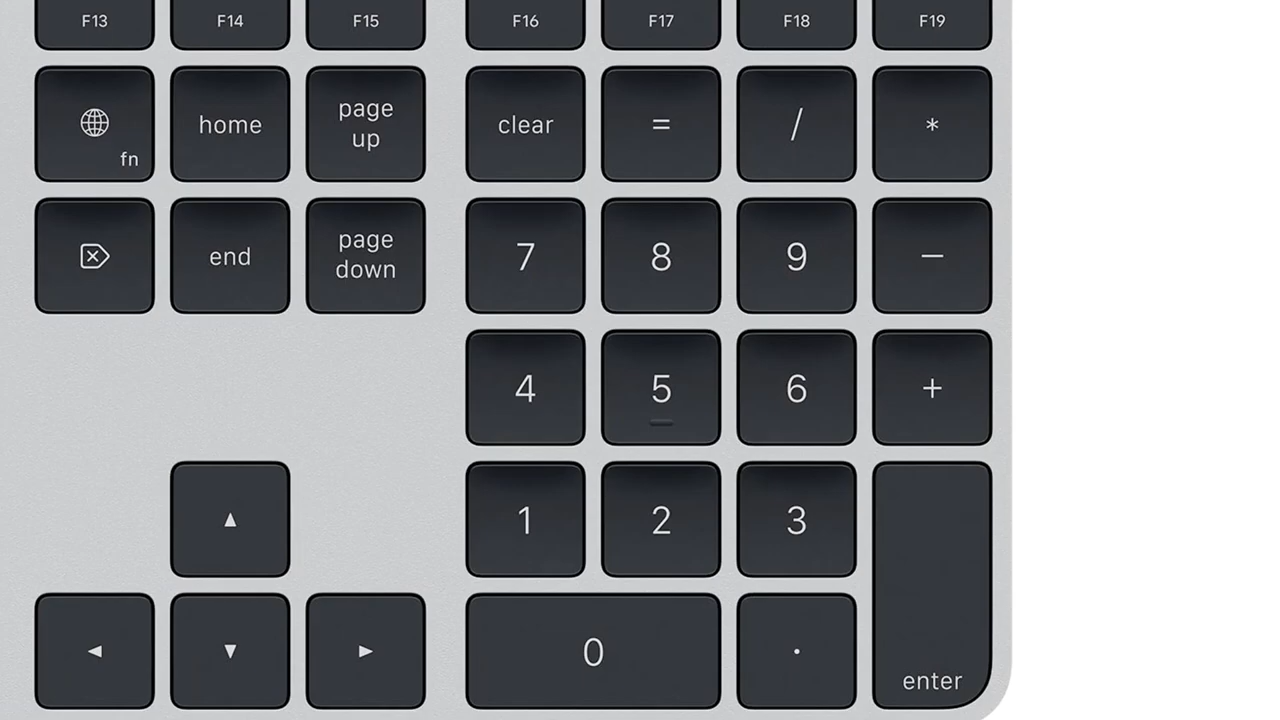 F13 F14 F15 F16 F17 F18 F19
fn home page up clear = / *
end page down 7 8 9 −
4 5 6 +
1 2 3
0 . enter